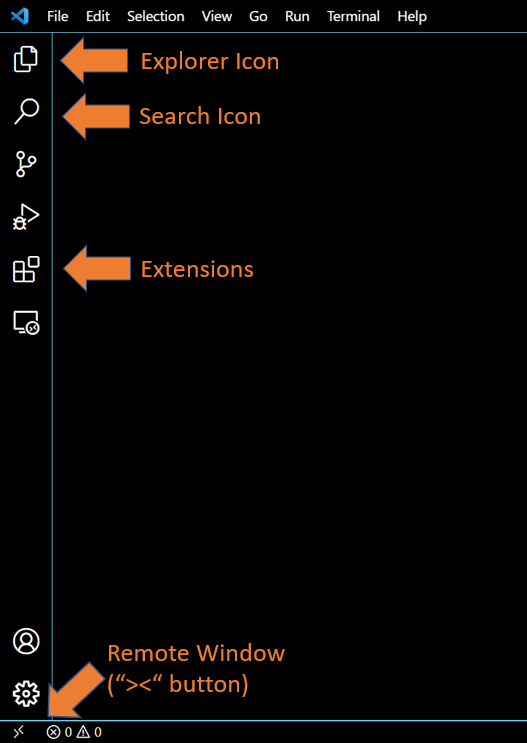 File Edit Selection View Go Run Terminal Help
Explorer Icon
Search Icon
Extensions
Remote Window
(“><“ button)
0 0